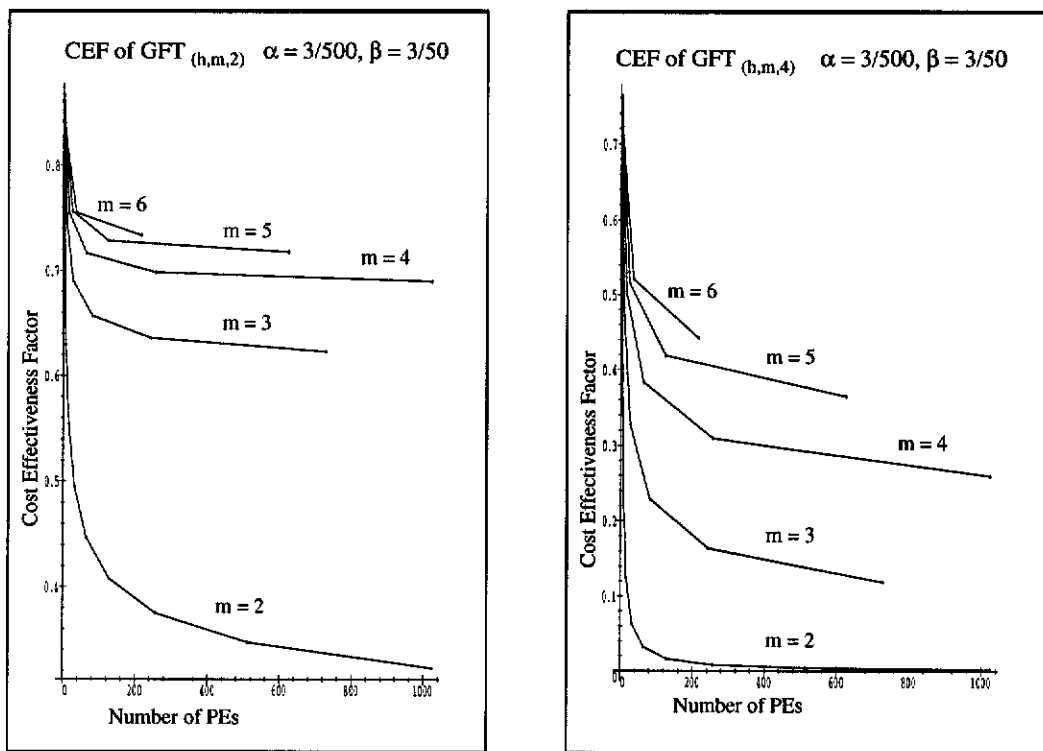 CEF of GFT (h,m,2) α = 3/500, β = 3/50
0.8
0.7
0.6
0.5
0.4
Cost Effectiveness Factor
m = 6
m = 5
m = 4
m = 3
m = 2
0 200 400 600 800 1000
Number of PEs
CEF of GFT (h,m,4) α = 3/500, β = 3/50
0.7
0.6
0.5
0.4
0.3
0.2
0.1
Cost Effectiveness Factor
m = 6
m = 5
m = 4
m = 3
m = 2
0 200 400 600 800 1000
Number of PEs